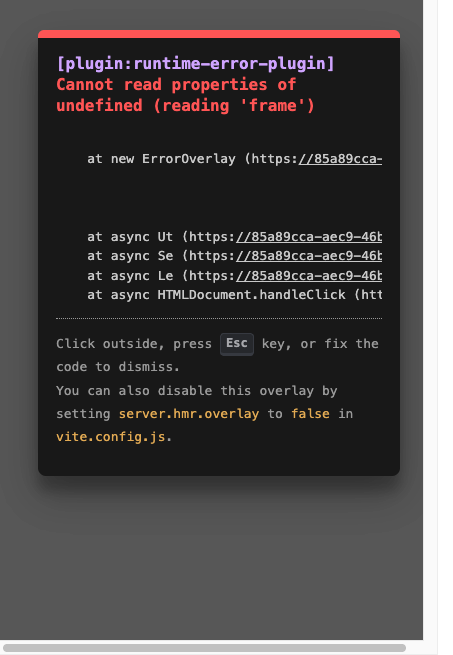 [plugin:runtime-error-plugin]
Cannot read properties of
undefined (reading 'frame')
at new ErrorOverlay (https://85a89cca-
at async Ut (https://85a89cca-aec9-46b
at async Se (https://85a89cca-aec9-46b
at async Le (https://85a89cca-aec9-46b
at async HTMLDocument.handleClick (htt
Click outside, press Esc key, or fix the
code to dismiss.
You can also disable this overlay by
setting server.hmr.overlay to false in
vite.config.js.